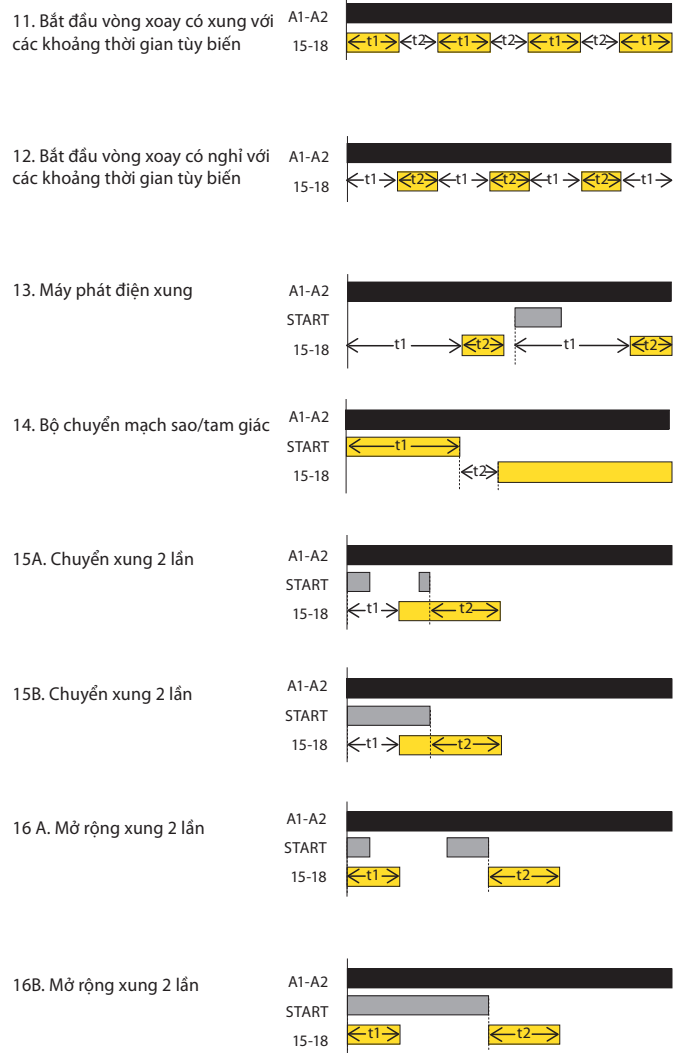 11. Bắt đầu vòng xoay có xung với
các khoảng thời gian tùy biến
A1-A2
15-18
t1 t2 t1 t2 t1 t2 t1
12. Bắt đầu vòng xoay có nghỉ với
các khoảng thời gian tùy biến
A1-A2
15-18
t1 t2 t1 t2 t1 t2 t1
13. Máy phát điện xung
A1-A2
START
15-18
t1 t2 t1 t2
14. Bộ chuyển mạch sao/tam giác
A1-A2
START
t1
15-18
t2
15A. Chuyển xung 2 lần
A1-A2
START
15-18
t1 t2
15B. Chuyển xung 2 lần
A1-A2
START
15-18
t1 t2
16 A. Mở rộng xung 2 lần
A1-A2
START
15-18
t1 t2
16B. Mở rộng xung 2 lần
A1-A2
START
15-18
t1 t2